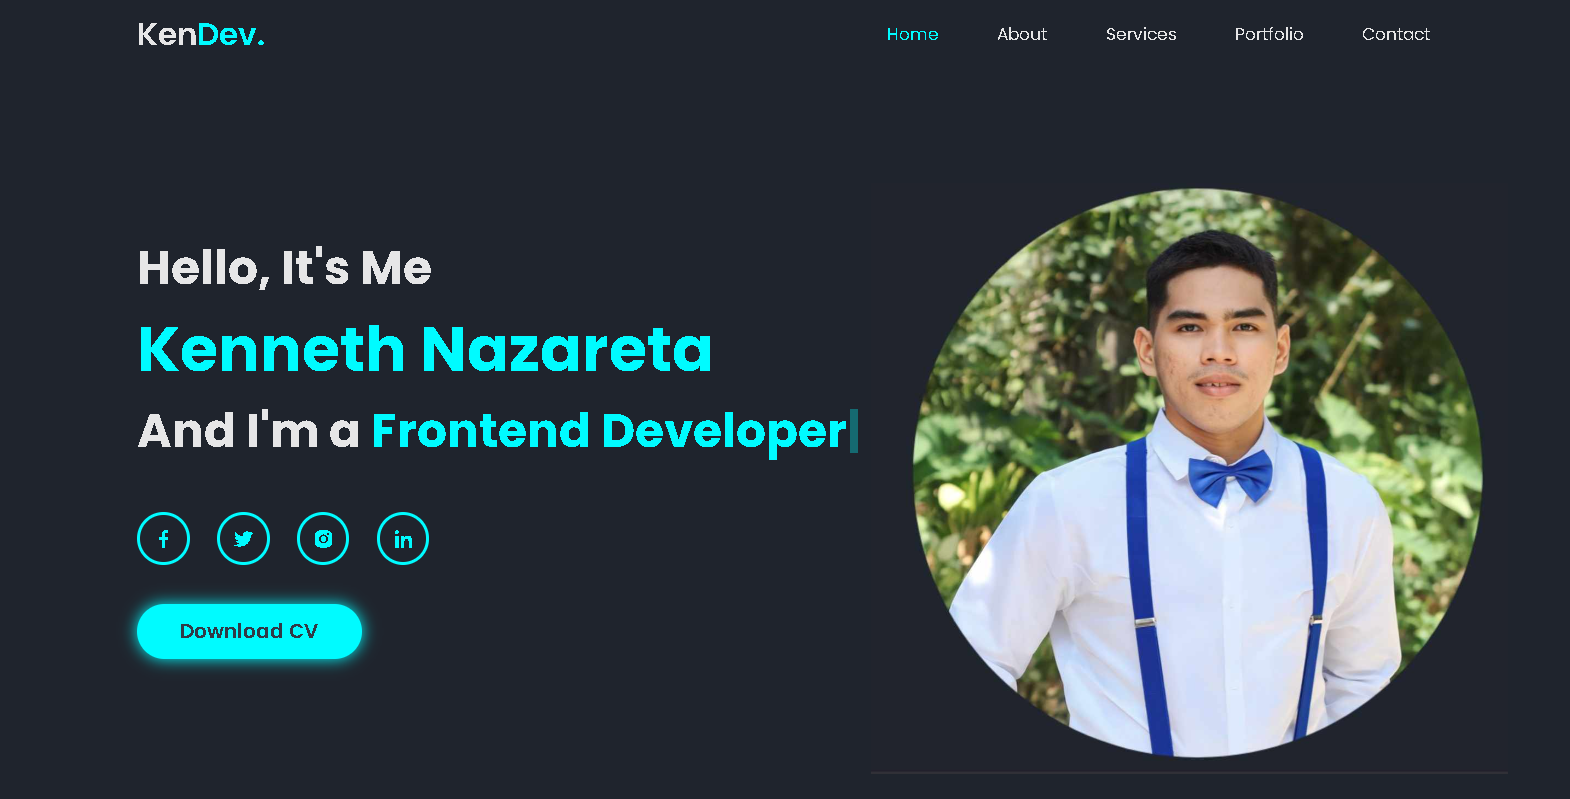 KenDev.
Home About Services Portfolio Contact
Hello, It's Me
Kenneth Nazareta
And I'm a Frontend Developer
Download CV